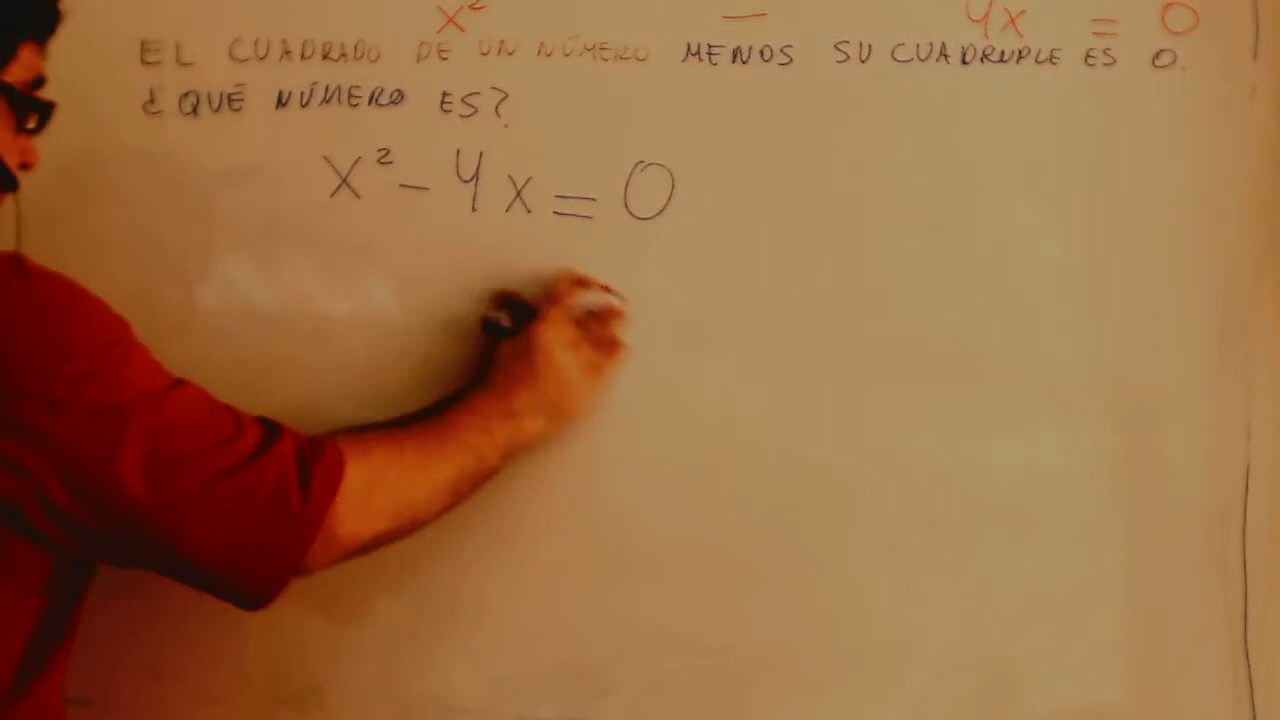 x² − 4x = 0
EL CUADRADO DE UN NÚMERO MENOS SU CUADRUPLE ES 0.
¿QUÉ NÚMERO ES?
x² − 4x = 0